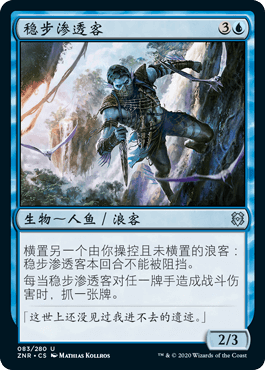 稳步渗透客 3
生物～人鱼／浪客
横置另一个由你操控且未横置的浪客：
稳步渗透客本回合不能被阻挡。
每当稳步渗透客对任一牌手造成战斗伤
害时，抓一张牌。
「这世上还没见过我进不去的遗迹。」
2/3
083/280 U
ZNR • CS MATHIAS KOLLROS
™ & © 2020 Wizards of the Coast